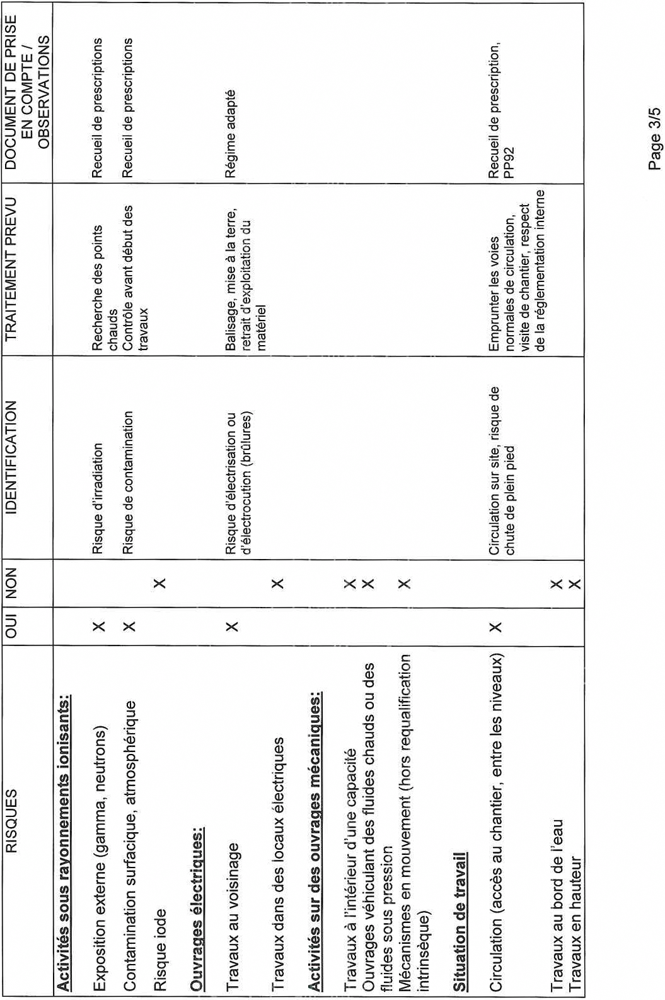 RISQUES OUI NON IDENTIFICATION TRAITEMENT PREVU DOCUMENT DE PRISE
EN COMPTE /
OBSERVATIONS
Activités sous rayonnements ionisants:
Exposition externe (gamma, neutrons) X Risque d'irradiation Recherche des points Recueil de prescriptions
chauds
Contamination surfacique, atmosphérique X Risque de contamination Contrôle avant début des Recueil de prescriptions
travaux
Risque iode X
Ouvrages électriques:
Travaux au voisinage X Risque d'électrisation ou Balisage, mise à la terre, Régime adapté
d'électrocution (brûlures) retrait d'exploitation du
matériel
Travaux dans des locaux électriques X
Activités sur des ouvrages mécaniques:
Travaux à l'intérieur d'une capacité X
Ouvrages véhiculant des fluides chauds ou des X
fluides sous pression
Mécanismes en mouvement (hors requalification X
intrinsèque)
Situation de travail
Circulation (accès au chantier, entre les niveaux) X Circulation sur site, risque de Emprunter les voies Recueil de prescription,
chute de plein pied normales de circulation, PP92
visite de chantier, respect
de la réglementation interne
Travaux au bord de l'eau X
Travaux en hauteur X
Page 3/5